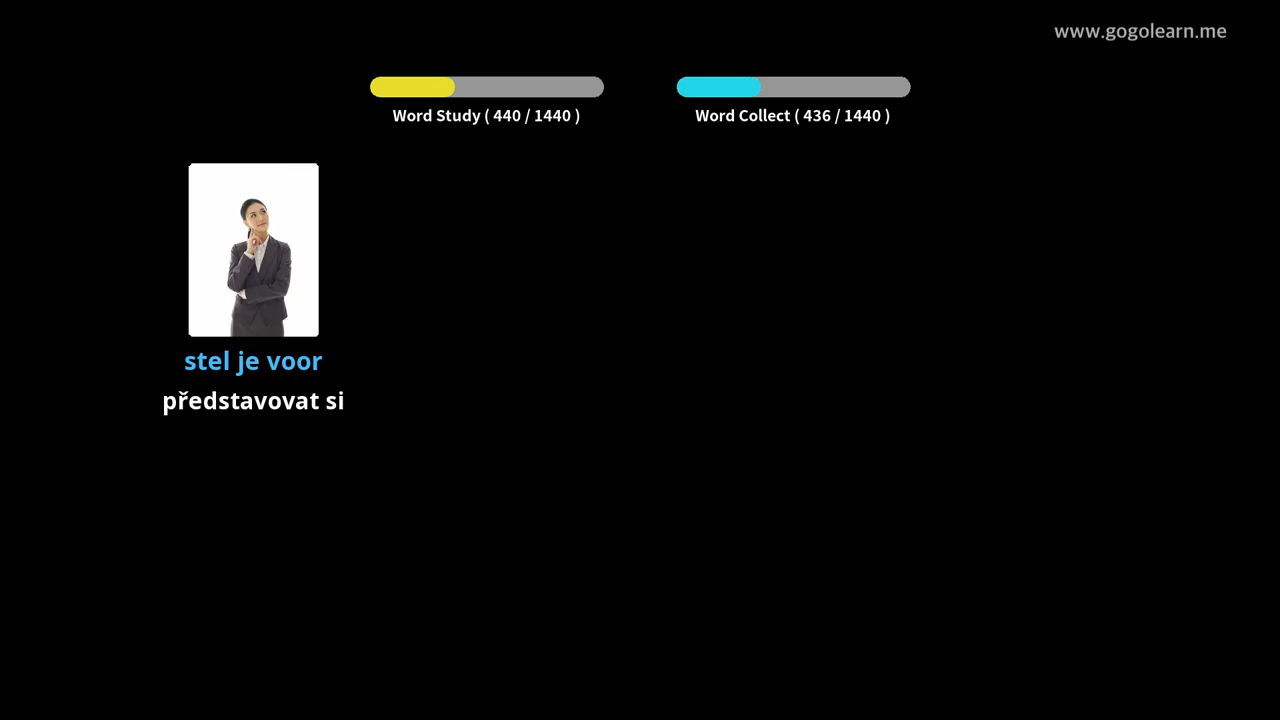 www.gogolearn.me
Word Study ( 440 / 1440 )
Word Collect ( 436 / 1440 )
stel je voor
představovat si